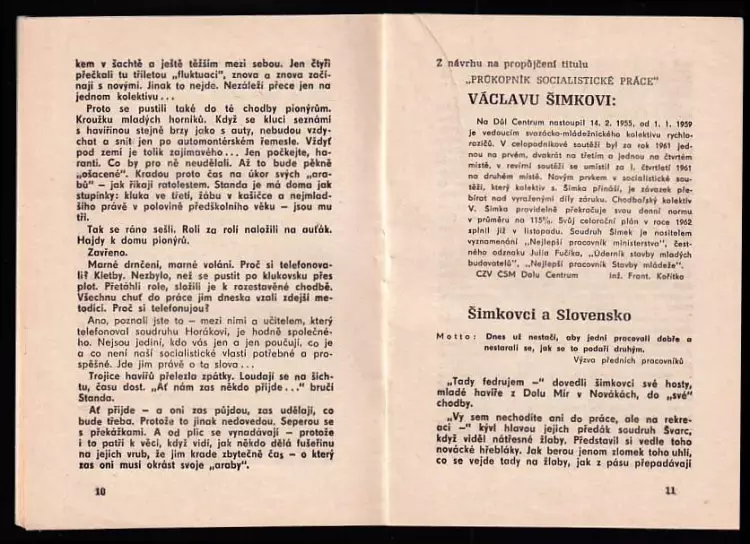 kem v šachtě a ještě těžším mezi sebou. Jen čtyři
přečkali tu tříletou „fluktuaci", znova a znova začí-
nají s novými. Jinak to nejde. Nezáleží přece jen na
jednom kolektivu...
Proto se pustili také do té chodby pionýrům.
Kroužku mladých horníků. Když se kluci seznámí
s havířinou stejně brzy jako s auty, nebudou vzdy-
chat a snít jen po automontérském řemesle. Vždyť
pod zemí je tolik zajímavého... Jen počkejte, ha-
ranti. Co by pro ně neudělali. Až to bude pěkně
„ošacené". Kradou proto čas na úkor svých „ara-
bů" – jak říkají ratolestem. Standa je má doma jak
stupínky: kluka ve třetí, žábu v kašičce a nejmlad-
šího právě v polovině předškolního věku – jsou mu
tři.
Tak se ráno sešli. Roli za rolí naložili na auťák.
Hajdy k domu pionýrů.
Zavřeno.
Marné drnčení, marné volání. Proč si telefonova-
li? Kletby. Nezbylo, než se pustit po klukovsku přes
plot. Přetáhli role, složili je k rozestavěné chodbě.
Všechnu chuť do práce jim dneska vzali zdejší me-
todici. Proč si telefonujou?
Ano, poznali jste to – mezi nimi a učitelem, který
telefonoval soudruhu Horákovi, je hodně společné-
ho. Nejsou jediní, kdo vás jen a jen poučují, co je
a co není naší socialistické vlasti potřebné a pro-
spěšné. Jde jim právě o ta slova...
Trojice havířů přelezla zpátky. Loudají se na šich-
tu, času dost. „Ať nám zas někdo přijde..." bručí
Standa.
Ať přijde – a oni zas půjdou, zas udělají, co
bude třeba. Protože to jinak nedovedou. Seperou se
s překážkami. A od plic se vynadávají – protože
i to patří k věci, když vidí, jak někdo dělá fušeřinu
na jejich vrub, že jim krade zbytečně čas – o který
zas oni musí okrást svoje „araby".
10
Z návrhu na propůjčení titulu
„PRŮKOPNÍK SOCIALISTICKÉ PRÁCE"
VÁCLAVU ŠIMKOVI:
Na Důl Centrum nastoupil 14. 2. 1955, od 1. 1. 1959
je vedoucím svazácko-mládežnického kolektivu rychlo-
razičů. V celopodnikové soutěži byl za rok 1961 jed-
nou na prvém, dvakrát na třetím a jednou na čtvrtém
místě, v revírní soutěži se umístil za I. čtvrtletí 1961
na druhém místě. Novým prvkem v socialistické sou-
těži, který kolektiv s. Šimka přináší, je závazek pře-
bírat nad vyraženými díly záruku. Chodbařský kolektiv
V. Šimka providelně překračuje svou denní normu
v průměru na 115%. Svůj celoroční plán v roce 1962
splnil již v listopadu. Soudruh Šimek je nositelem
vyznamenání „Nejlepší pracovník ministerstva", čest-
ného odznaku Julia Fučíka, „Úderník stavby mladých
budovatelů", „Nejlepší pracovník Stavby mládeže".
CZV ČSM Dolu Centrum inž. Frant. Kořítko
Šimkovci a Slovensko
Motto: Dnes už nestačí, aby jedni pracovali dobře a
nestarali se, jak se to podaří druhým.
Výzva předních pracovníků
„Tady fedrujem –" dovedli šimkovci své hosty,
mladé havíře z Dolu Mír v Novákách, do „své"
chodby.
„Vy sem nechodíte ani do práce, ale na rekre-
aci –" kývl hlavou jejich předák soudruh Švarc,
když viděl nátřesné žlaby. Představil si vedle toho
novácké hřebláky. Jak berou jenom zlomek toho uhlí,
co se vejde tady na žlaby, jak z pásu přepadávají
11